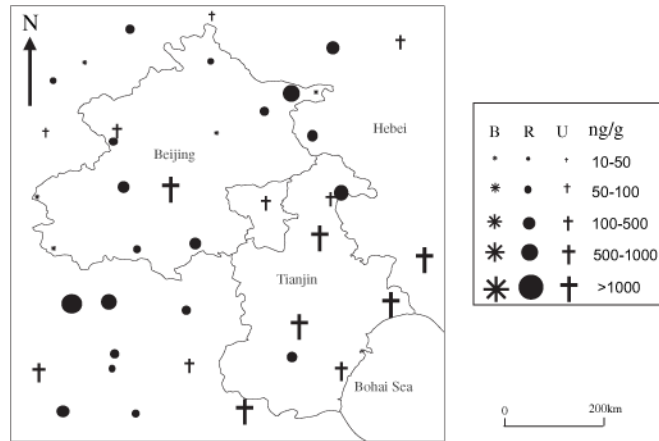 N
Hebei
Beijing
Tianjin
Bohai Sea
B R U ng/g
10-50
50-100
100-500
500-1000
>1000
0 200km